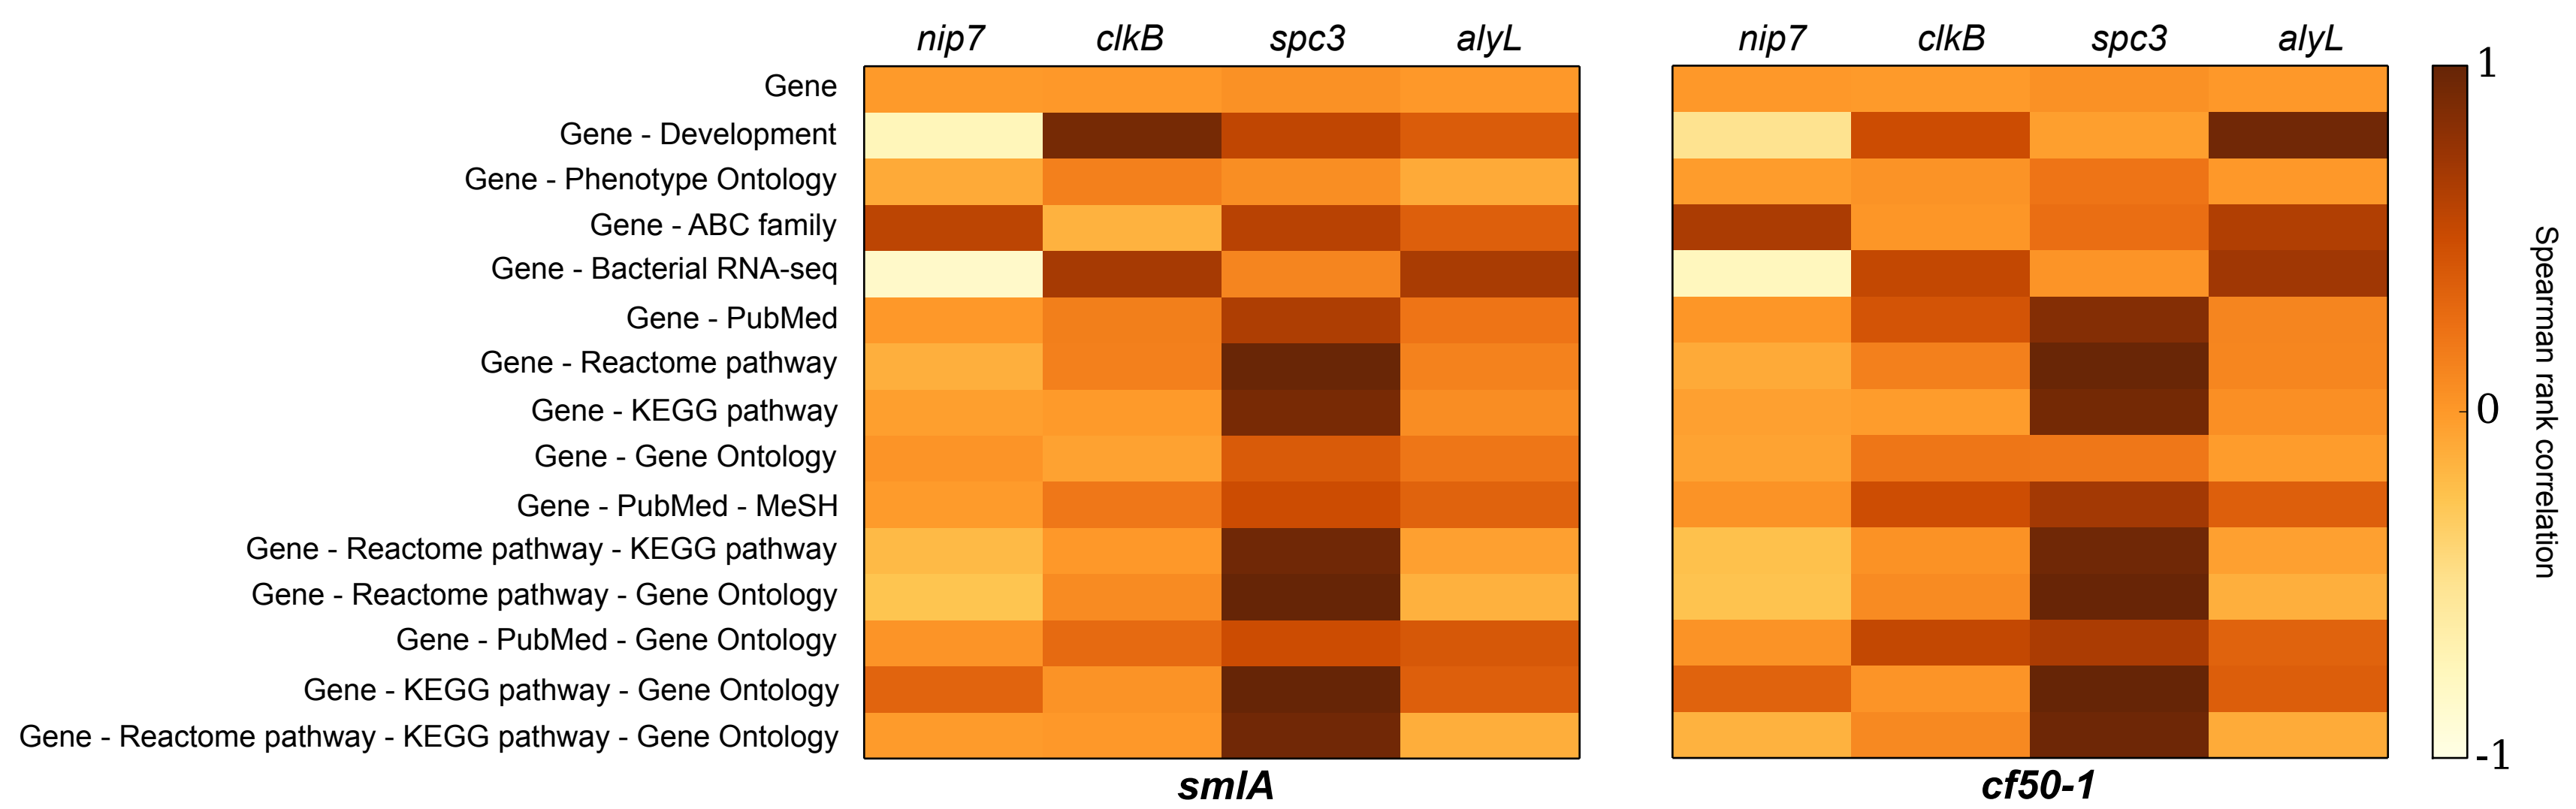 nip7 clkB spc3 alyL
nip7 clkB spc3 alyL
Gene
Gene - Development
Gene - Phenotype Ontology
Gene - ABC family
Gene - Bacterial RNA-seq
Gene - PubMed
Gene - Reactome pathway
Gene - KEGG pathway
Gene - Gene Ontology
Gene - PubMed - MeSH
Gene - Reactome pathway - KEGG pathway
Gene - Reactome pathway - Gene Ontology
Gene - PubMed - Gene Ontology
Gene - KEGG pathway - Gene Ontology
Gene - Reactome pathway - KEGG pathway - Gene Ontology
smlA
cf50-1
1
0
-1
Spearman rank correlation